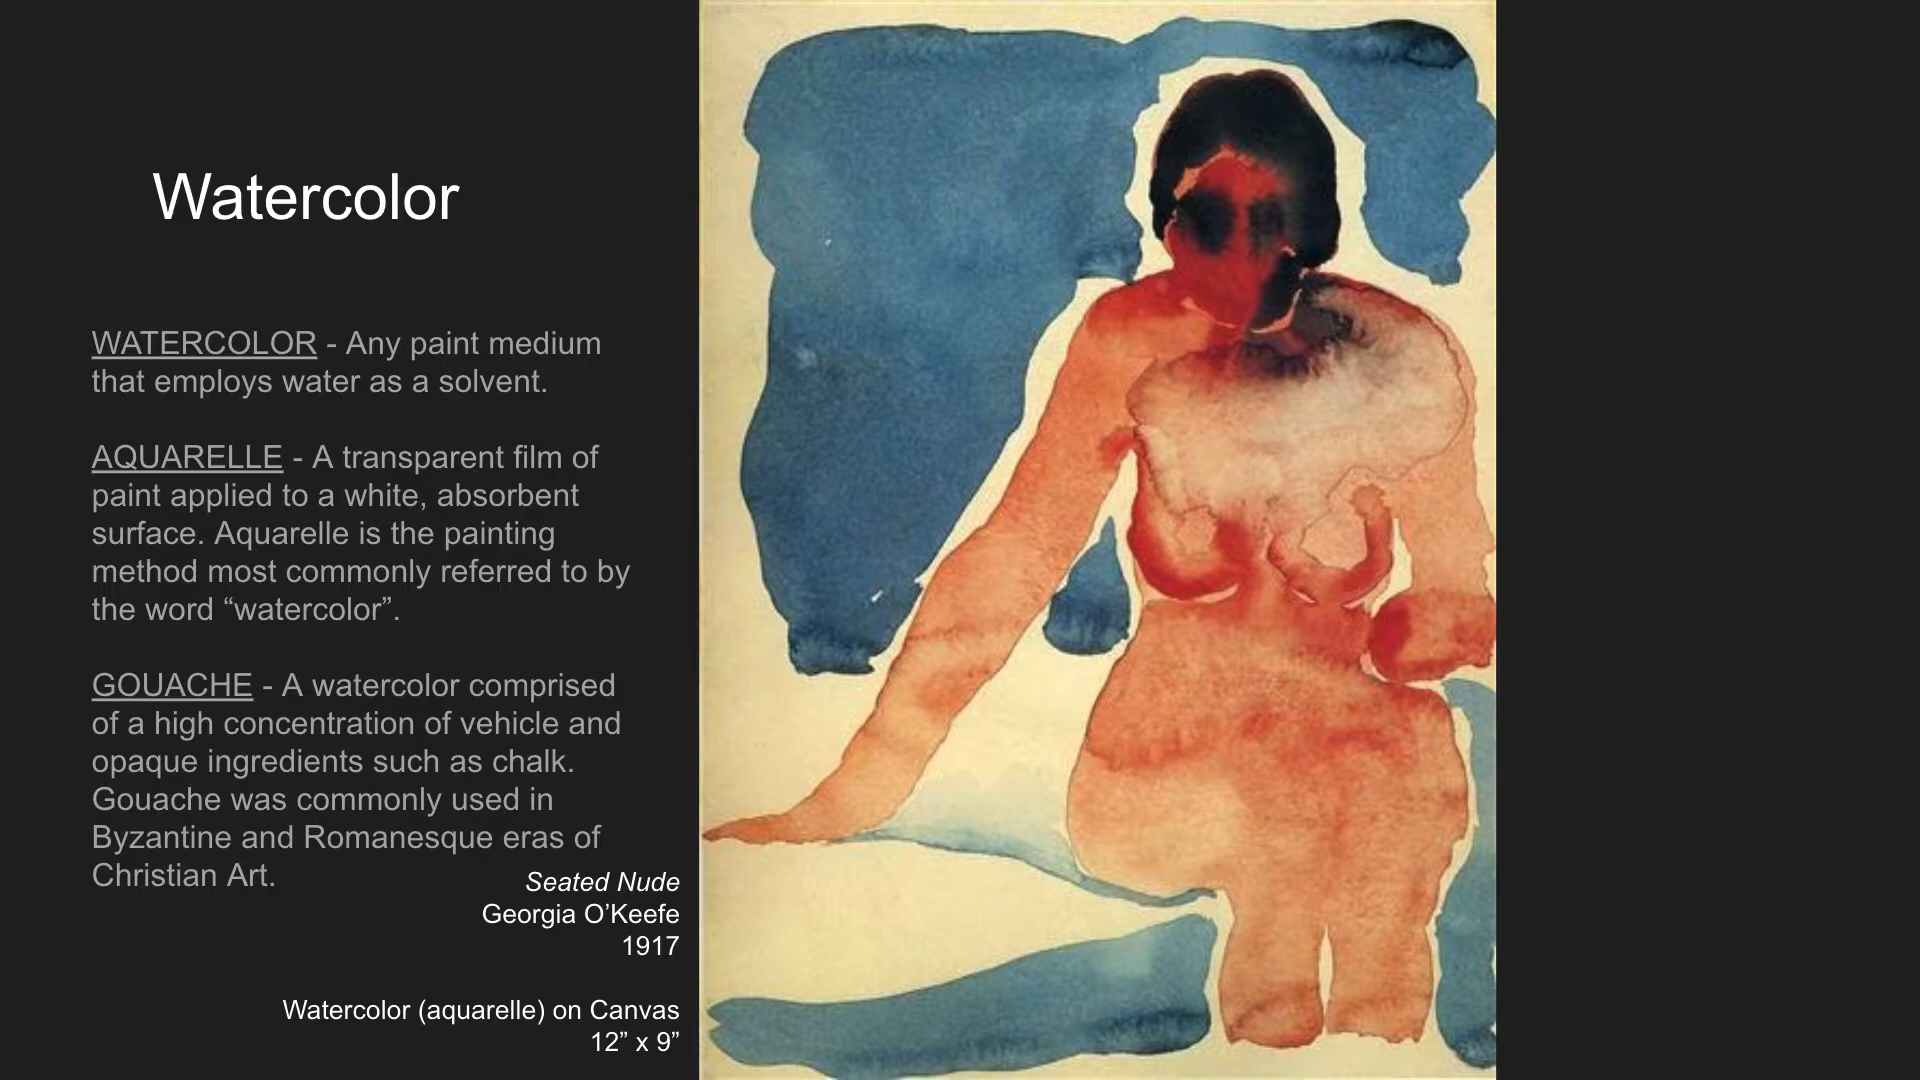 Watercolor
WATERCOLOR - Any paint medium
that employs water as a solvent.
AQUARELLE - A transparent film of
paint applied to a white, absorbent
surface. Aquarelle is the painting
method most commonly referred to by
the word “watercolor”.
GOUACHE - A watercolor comprised
of a high concentration of vehicle and
opaque ingredients such as chalk.
Gouache was commonly used in
Byzantine and Romanesque eras of
Christian Art.
Seated Nude
Georgia O’Keefe
1917
Watercolor (aquarelle) on Canvas
12” x 9”